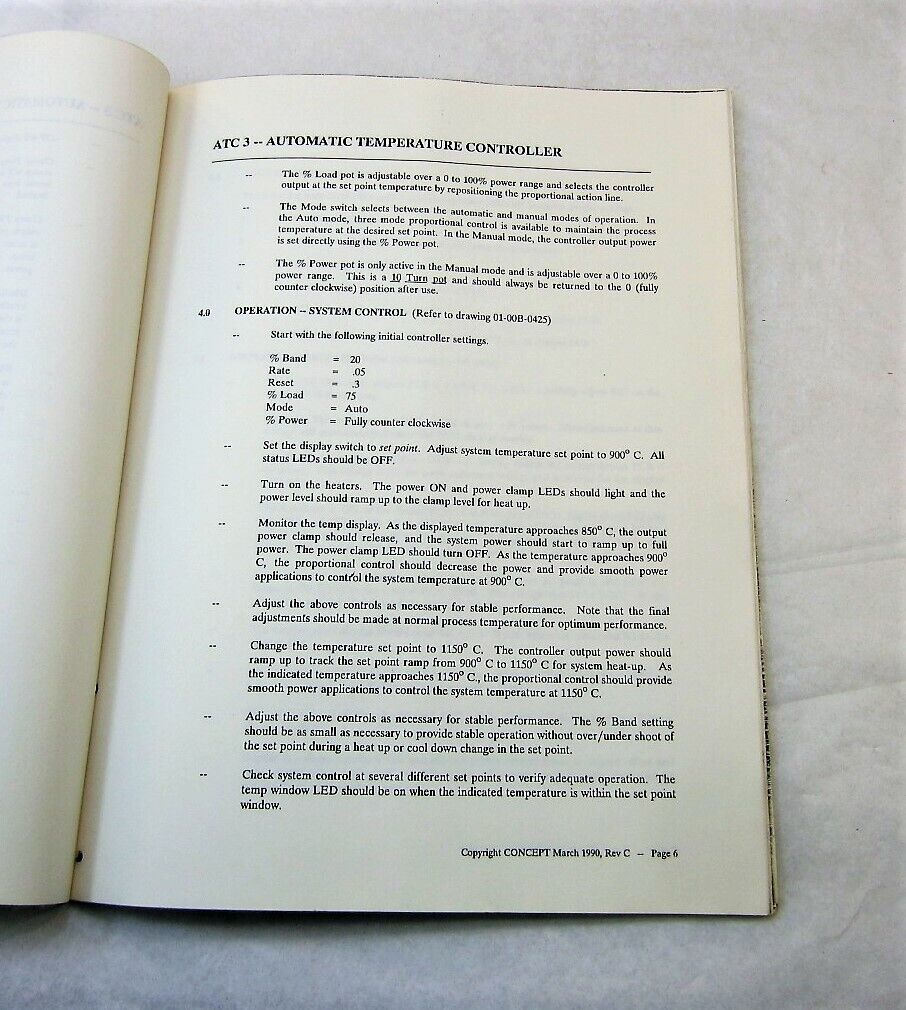 ATC 3 -- AUTOMATIC TEMPERATURE CONTROLLER
-- The % Load pot is adjustable over a 0 to 100% power range and selects the controller
output at the set point temperature by repositioning the proportional action line.
-- The Mode switch selects between the automatic and manual modes of operation. In
the Auto mode, three mode proportional control is available to maintain the process
temperature at the desired set point. In the Manual mode, the controller output power
is set directly using the % Power pot.
-- The % Power pot is only active in the Manual mode and is adjustable over a 0 to 100%
power range. This is a 10 Turn pot and should always be returned to the 0 (fully
counter clockwise) position after use.
4.0 OPERATION -- SYSTEM CONTROL (Refer to drawing 01-00B-0425)
-- Start with the following initial controller settings.
% Band = 20
Rate = .05
Reset = .3
% Load = 75
Mode = Auto
% Power = Fully counter clockwise
-- Set the display switch to set point. Adjust system temperature set point to 900° C. All
status LEDs should be OFF.
-- Turn on the heaters. The power ON and power clamp LEDs should light and the
power level should ramp up to the clamp level for heat up.
-- Monitor the temp display. As the displayed temperature approaches 850° C, the output
power clamp should release, and the system power should start to ramp up to full
power. The power clamp LED should turn OFF. As the temperature approaches 900°
C, the proportional control should decrease the power and provide smooth power
applications to control the system temperature at 900° C.
-- Adjust the above controls as necessary for stable performance. Note that the final
adjustments should be made at normal process temperature for optimum performance.
-- Change the temperature set point to 1150° C. The controller output power should
ramp up to track the set point ramp from 900° C to 1150° C for system heat-up. As
the indicated temperature approaches 1150° C., the proportional control should provide
smooth power applications to control the system temperature at 1150° C.
-- Adjust the above controls as necessary for stable performance. The % Band setting
should be as small as necessary to provide stable operation without over/under shoot of
the set point during a heat up or cool down change in the set point.
-- Check system control at several different set points to verify adequate operation. The
temp window LED should be on when the indicated temperature is within the set point
window.
Copyright CONCEPT March 1990, Rev C -- Page 6